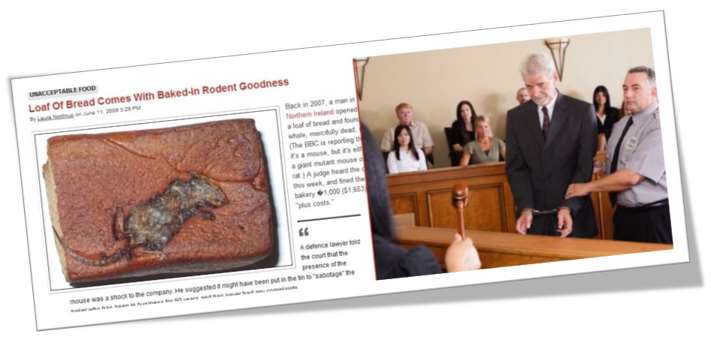 UNACCEPTABLE FOOD
Loaf Of Bread Comes With Baked-in Rodent Goodness
By Laura Northrup on June 11, 2009 3:29 PM
Back in 2007, a man in
Northern Ireland opened
a loaf of bread and foun
whole, mercifully dead.
(The BBC is reporting th
it's a mouse, but it's eith
a giant mutant mouse o
rat.) A judge heard the c
this week, and fined the
bakery �1,000 ($1,653
"plus costs."
“
A defence lawyer told
the court that the
presence of the
mouse was a shock to the company. He suggested it might have been put in the tin to "sabotage" the